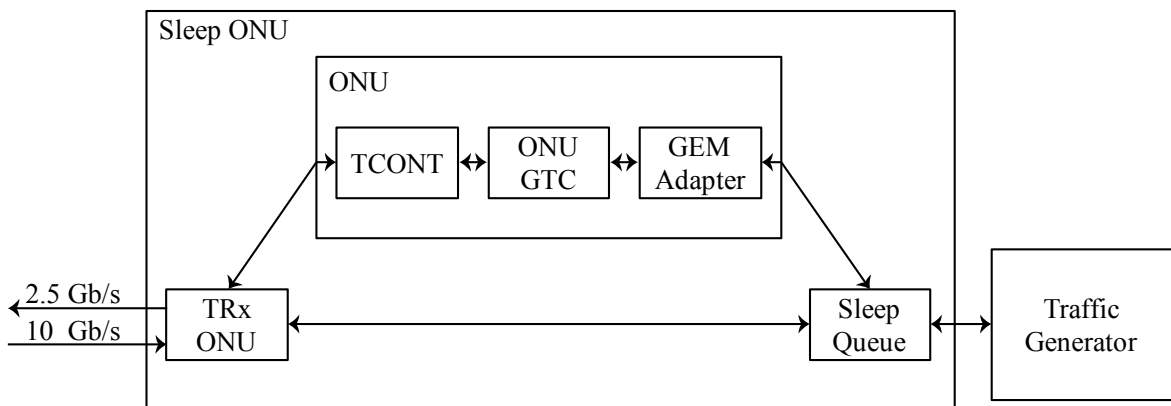 Sleep ONU
ONU
TCONT
ONU
GTC
GEM
Adapter
2.5 Gb/s
10 Gb/s
TRx
ONU
Sleep
Queue
Traffic
Generator